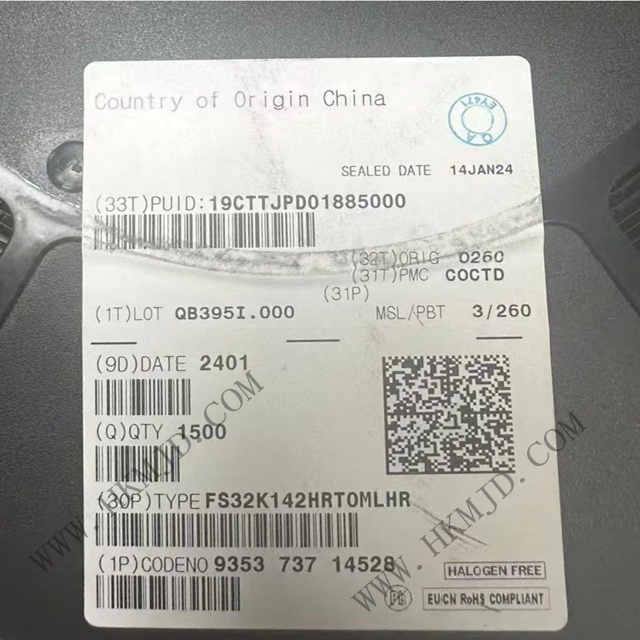 Country of Origin China
EY471
QA
SEALED DATE 14JAN24
(33T)PUID:19CTTJPD01885000
(32T)ORIG 0260
(31T)PMC COCTD
(31P)
(1T)LOT QB395I.000 MSL/PBT 3/260
(9D)DATE 2401
(Q)QTY 1500
(30P)TYPE FS32K142HRT0MLHR
(1P)CODENO 9353 737 14528
HALOGEN FREE
PG EU/CN RoHS COMPLIANT
WWW.HKMJD.COM
WWW.HKMJD.COM